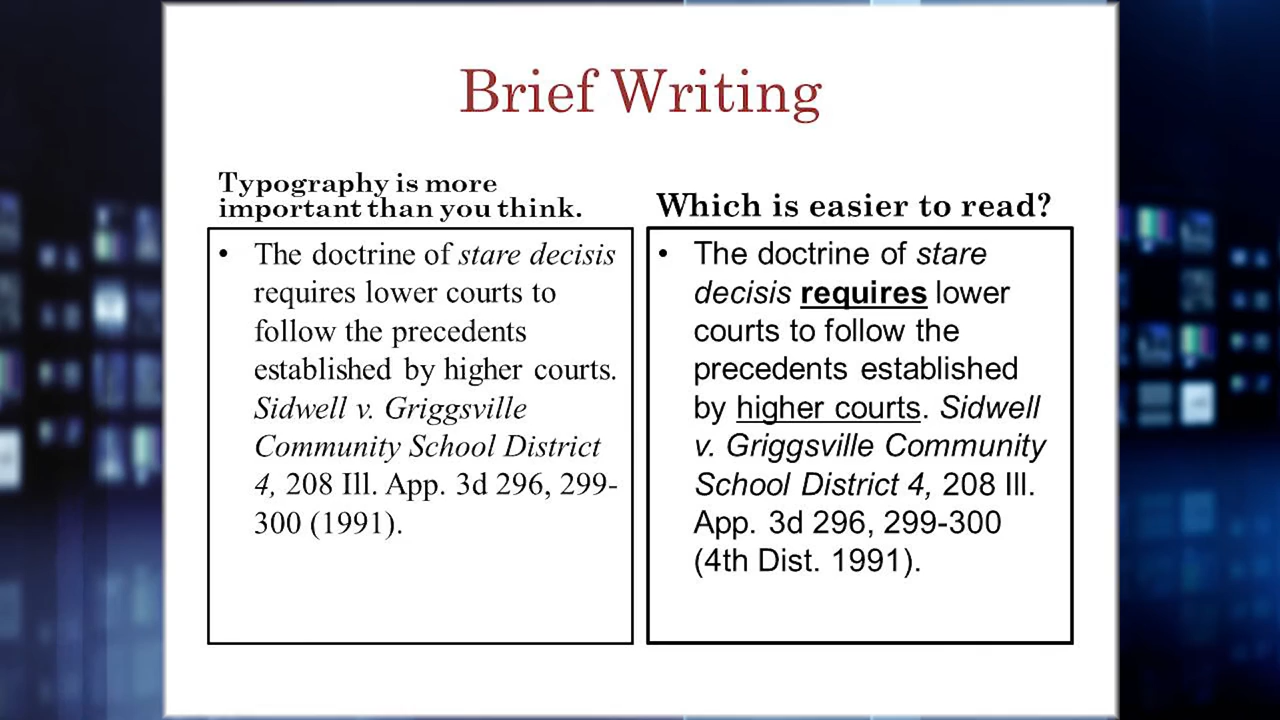 Brief Writing
Typography is more
important than you think.
• The doctrine of stare decisis
requires lower courts to
follow the precedents
established by higher courts.
Sidwell v. Griggsville
Community School District
4, 208 Ill. App. 3d 296, 299-
300 (1991).
Which is easier to read?
• The doctrine of stare
decisis requires lower
courts to follow the
precedents established
by higher courts. Sidwell
v. Griggsville Community
School District 4, 208 Ill.
App. 3d 296, 299-300
(4th Dist. 1991).